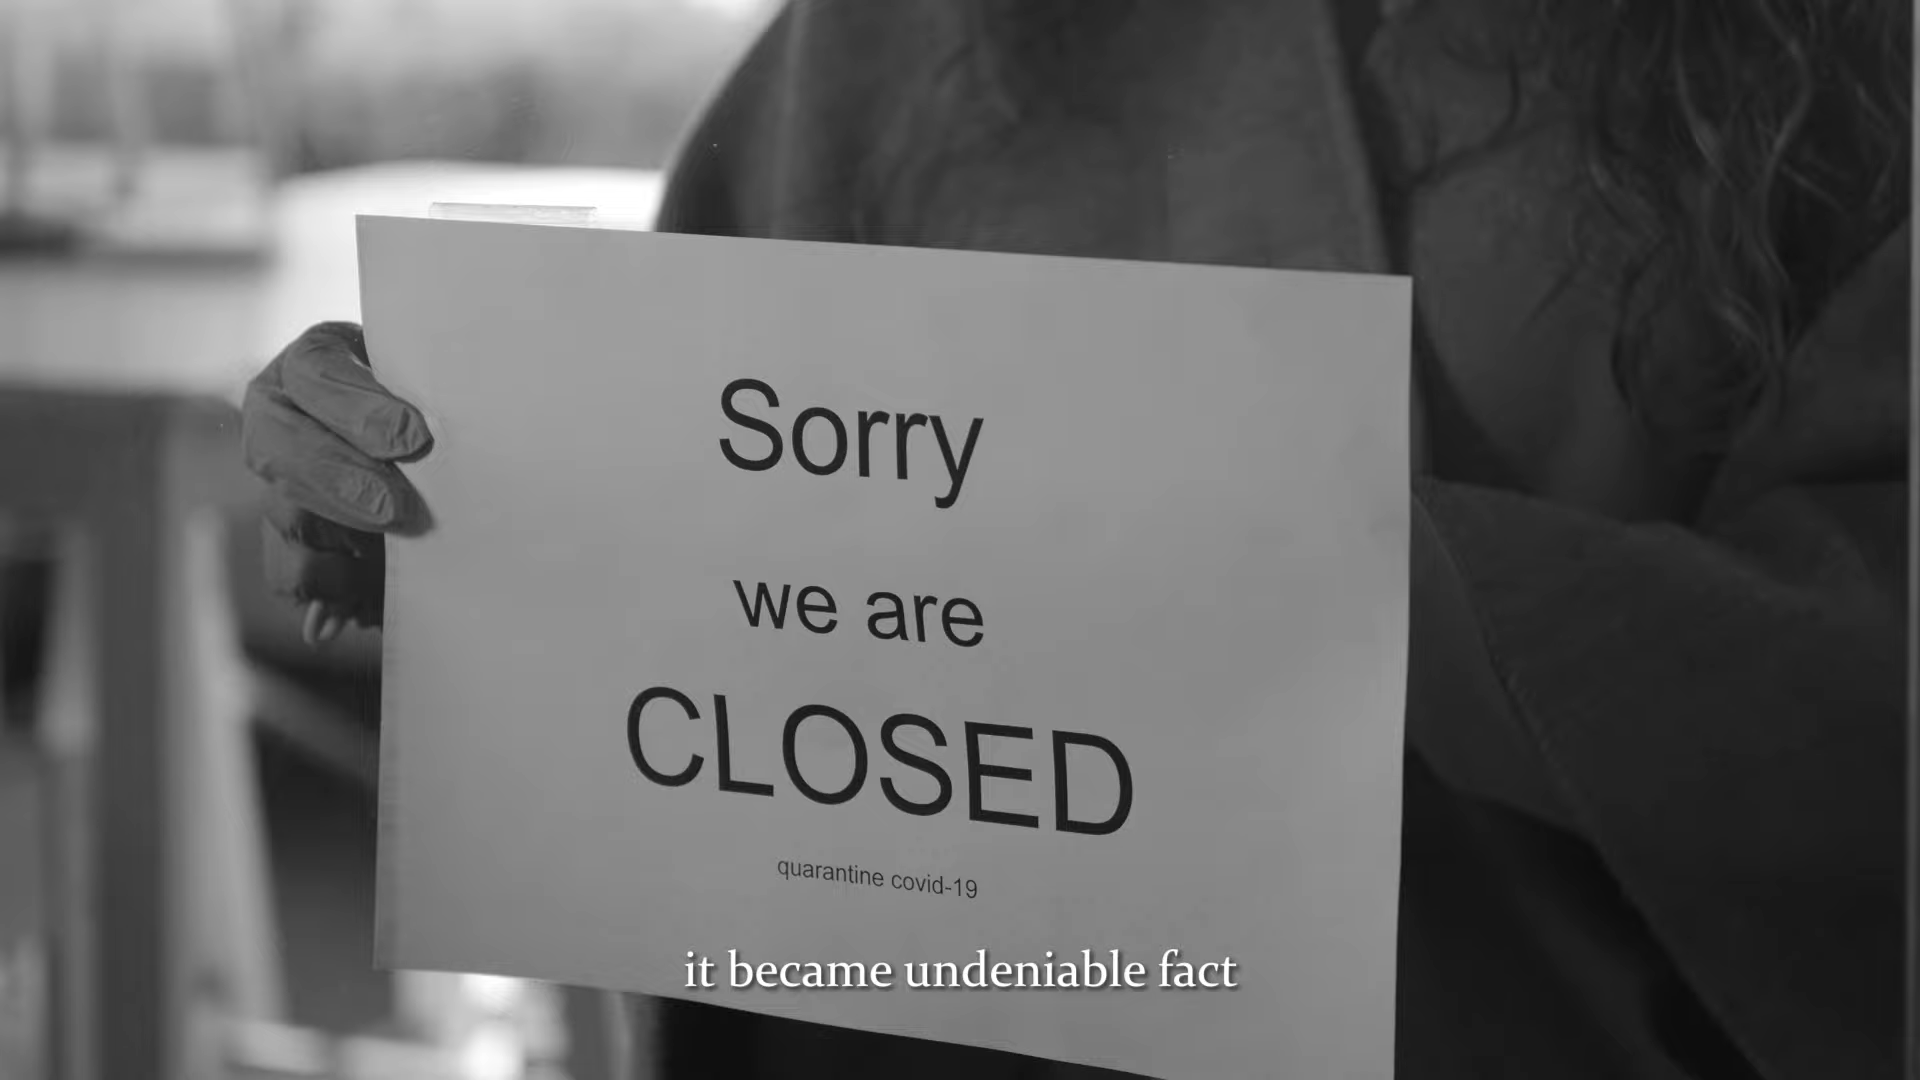 Sorry
we are
CLOSED
quarantine covid-19
it became undeniable fact